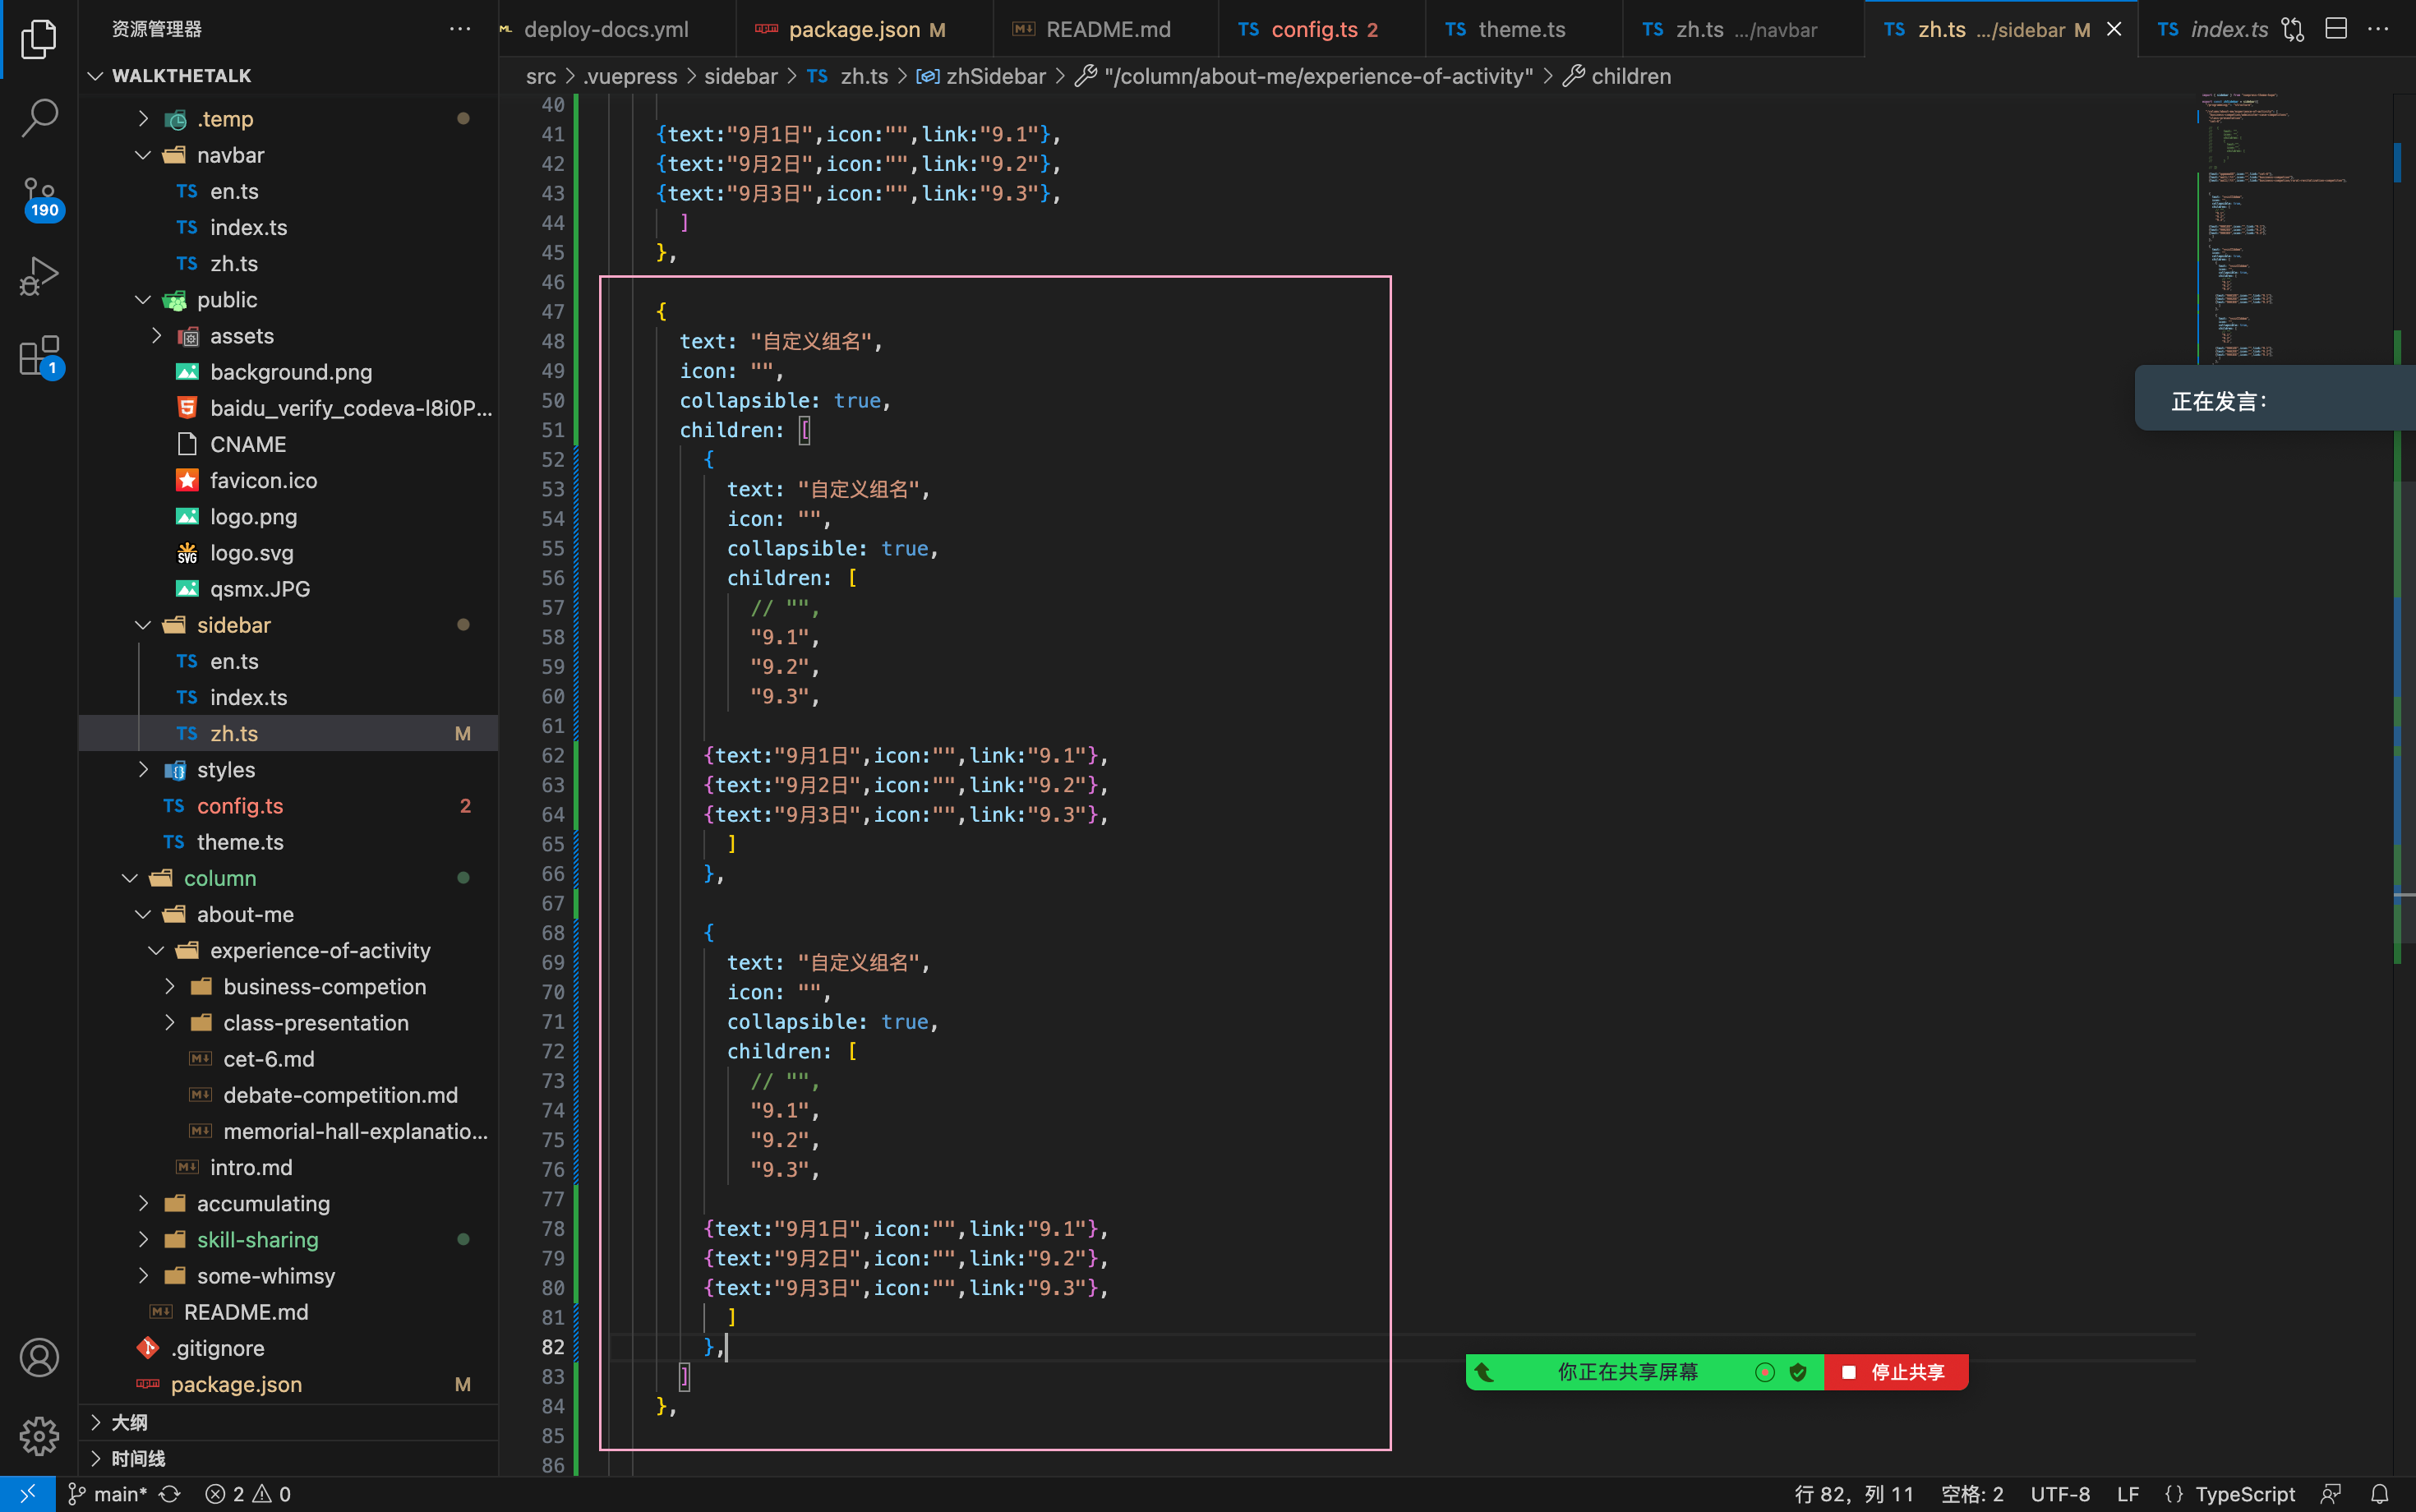 资源管理器
WALKTHETALK
.temp
navbar
en.ts
index.ts
zh.ts
public
assets
background.png
baidu_verify_codeva-l8i0P...
CNAME
favicon.ico
logo.png
logo.svg
qsmx.JPG
sidebar
en.ts
index.ts
zh.ts M
styles
config.ts 2
theme.ts
column
about-me
experience-of-activity
business-competion
class-presentation
cet-6.md
debate-competition.md
memorial-hall-explanatio...
intro.md
accumulating
skill-sharing
some-whimsy
README.md
.gitignore
package.json M
大纲
时间线
190
1
deploy-docs.yml package.json M README.md TS config.ts 2 TS theme.ts TS zh.ts .../navbar TS zh.ts .../sidebar M TS index.ts
src > .vuepress > sidebar > TS zh.ts > zhSidebar > "/column/about-me/experience-of-activity" > children
40
41 {text:"9月1日",icon:"",link:"9.1"},
42 {text:"9月2日",icon:"",link:"9.2"},
43 {text:"9月3日",icon:"",link:"9.3"},
44 ]
45 },
46
47 {
48 text: "自定义组名",
49 icon: "",
50 collapsible: true,
51 children: [
52 {
53 text: "自定义组名",
54 icon: "",
55 collapsible: true,
56 children: [
57 // "",
58 "9.1",
59 "9.2",
60 "9.3",
61
62 {text:"9月1日",icon:"",link:"9.1"},
63 {text:"9月2日",icon:"",link:"9.2"},
64 {text:"9月3日",icon:"",link:"9.3"},
65 ]
66 },
67
68 {
69 text: "自定义组名",
70 icon: "",
71 collapsible: true,
72 children: [
73 // "",
74 "9.1",
75 "9.2",
76 "9.3",
77
78 {text:"9月1日",icon:"",link:"9.1"},
79 {text:"9月2日",icon:"",link:"9.2"},
80 {text:"9月3日",icon:"",link:"9.3"},
81 ]
82 },
83 ]
84 },
85
86
正在发言:
你正在共享屏幕 停止共享
main* 2 0 行 82，列 11 空格: 2 UTF-8 LF {} TypeScript